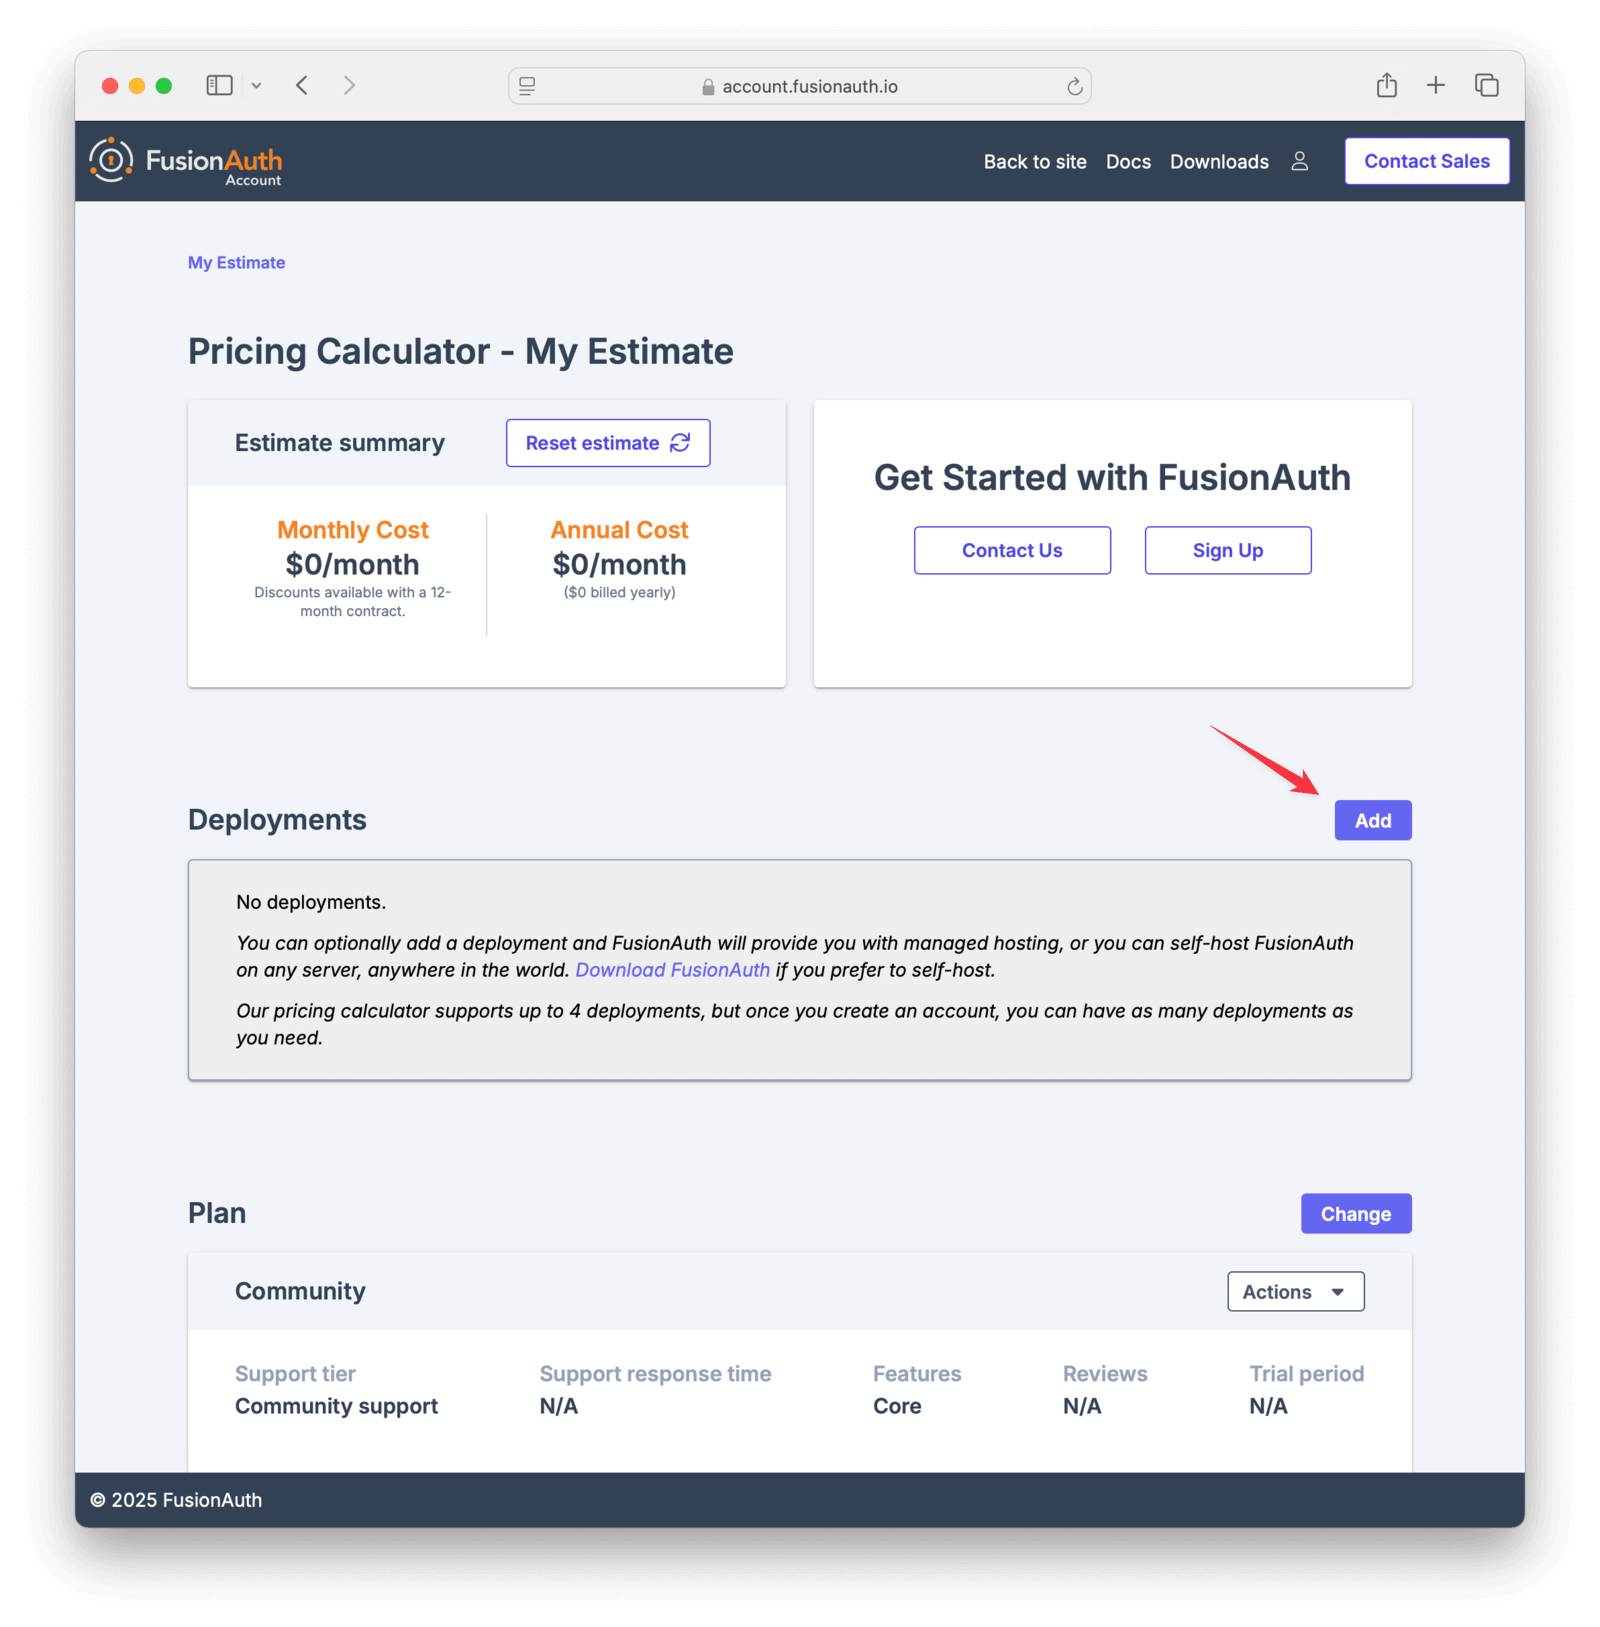 account.fusionauth.io
FusionAuth
Account
Back to site Docs Downloads Contact Sales
My Estimate
Pricing Calculator - My Estimate
Estimate summary
Reset estimate
Monthly Cost
$0/month
Discounts available with a 12-
month contract.
Annual Cost
$0/month
($0 billed yearly)
Get Started with FusionAuth
Contact Us
Sign Up
Deployments
Add
No deployments.
You can optionally add a deployment and FusionAuth will provide you with managed hosting, or you can self-host FusionAuth
on any server, anywhere in the world. Download FusionAuth if you prefer to self-host.
Our pricing calculator supports up to 4 deployments, but once you create an account, you can have as many deployments as
you need.
Plan
Change
Community
Actions
Support tier
Community support
Support response time
N/A
Features
Core
Reviews
N/A
Trial period
N/A
© 2025 FusionAuth